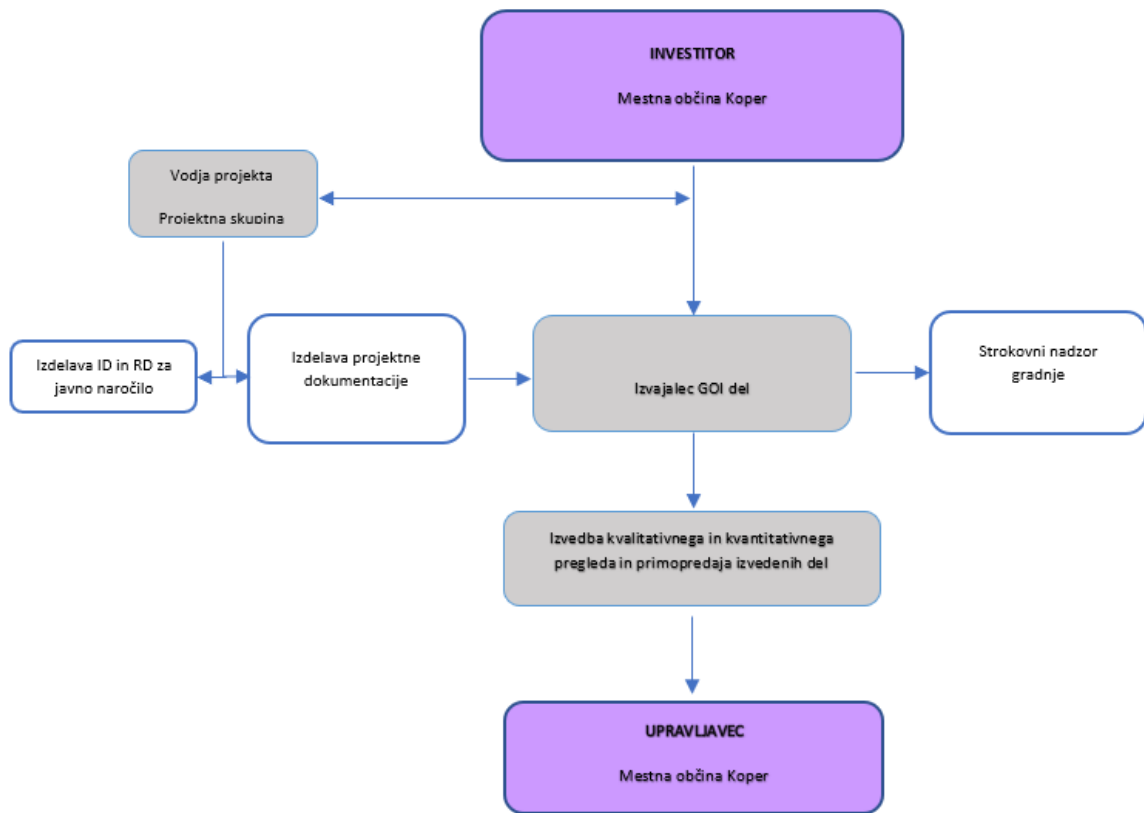 INVESTITOR
Mestna občina Koper
Vodja projekta
Projektna skupina
Izdelava ID in RD za
javno naročilo
Izdelava projektne
dokumentacije
Izvajalec GOI del
Strokovni nadzor
gradnje
Izvedba kvalitativnega in kvantitativnega
pregleda in primopredaja izvedenih del
UPRAVLJAVEC
Mestna občina Koper